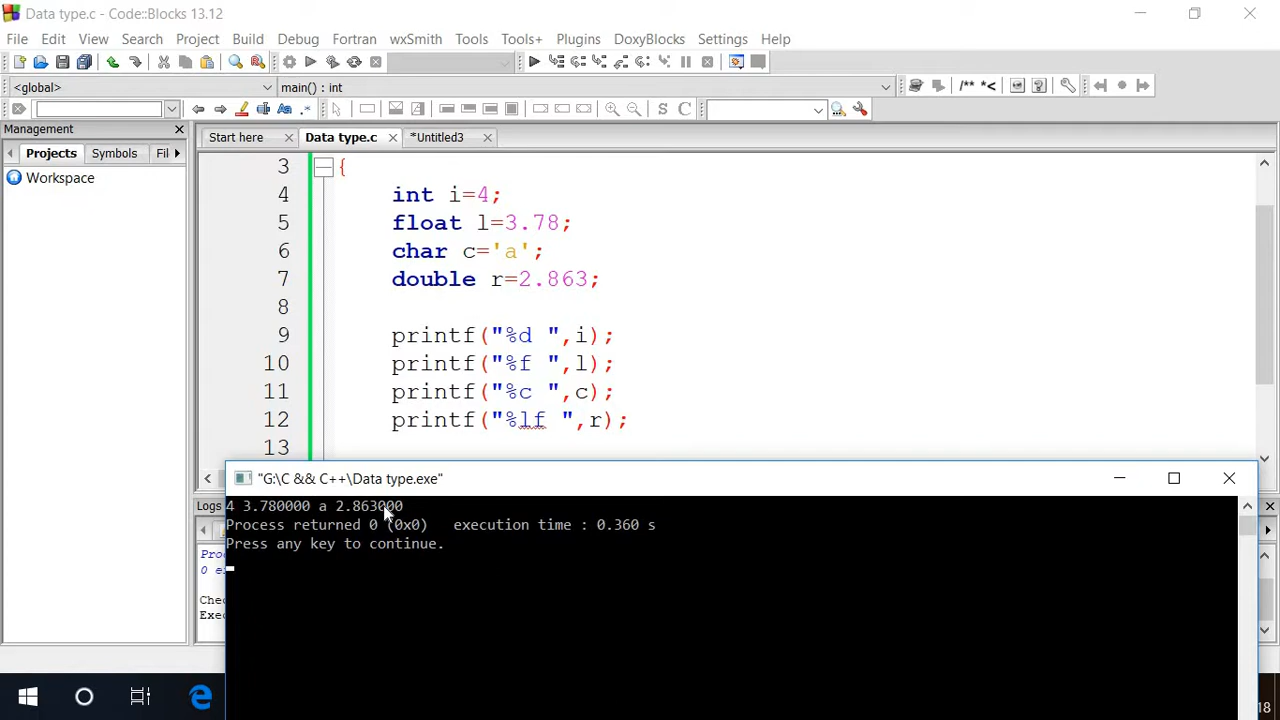 Data type.c - Code::Blocks 13.12
File Edit View Search Project Build Debug Fortran wxSmith Tools Tools+ Plugins DoxyBlocks Settings Help
<global> main() : int
/** *<
S C
Management
Start here Data type.c *Untitled3
Projects Symbols Fil
Workspace
3 {
4 int i=4;
5 float l=3.78;
6 char c='a';
7 double r=2.863;
8
9 printf("%d ",i);
10 printf("%f ",l);
11 printf("%c ",c);
12 printf("%lf ",r);
13
"G:\C && C++\Data type.exe"
Logs
4 3.780000 a 2.863000
Process returned 0 (0x0) execution time : 0.360 s
Press any key to continue.
18